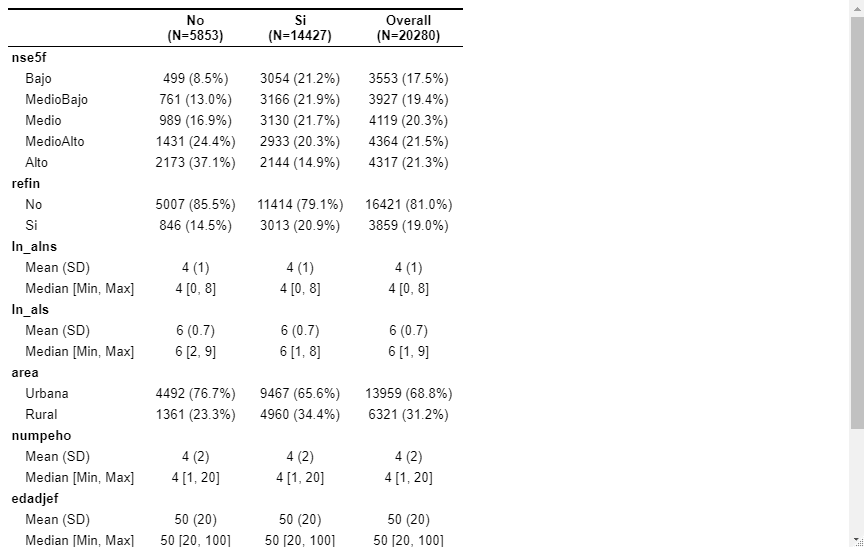 No Si Overall
(N=5853) (N=14427) (N=20280)
nse5f
Bajo 499 (8.5%) 3054 (21.2%) 3553 (17.5%)
MedioBajo 761 (13.0%) 3166 (21.9%) 3927 (19.4%)
Medio 989 (16.9%) 3130 (21.7%) 4119 (20.3%)
MedioAlto 1431 (24.4%) 2933 (20.3%) 4364 (21.5%)
Alto 2173 (37.1%) 2144 (14.9%) 4317 (21.3%)
refin
No 5007 (85.5%) 11414 (79.1%) 16421 (81.0%)
Si 846 (14.5%) 3013 (20.9%) 3859 (19.0%)
ln_alns
Mean (SD) 4 (1) 4 (1) 4 (1)
Median [Min, Max] 4 [0, 8] 4 [0, 8] 4 [0, 8]
ln_als
Mean (SD) 6 (0.7) 6 (0.7) 6 (0.7)
Median [Min, Max] 6 [2, 9] 6 [1, 8] 6 [1, 9]
area
Urbana 4492 (76.7%) 9467 (65.6%) 13959 (68.8%)
Rural 1361 (23.3%) 4960 (34.4%) 6321 (31.2%)
numpeho
Mean (SD) 4 (2) 4 (2) 4 (2)
Median [Min, Max] 4 [1, 20] 4 [1, 20] 4 [1, 20]
edadjef
Mean (SD) 50 (20) 50 (20) 50 (20)
Median [Min, Max] 50 [20, 100] 50 [20, 100] 50 [20, 100]